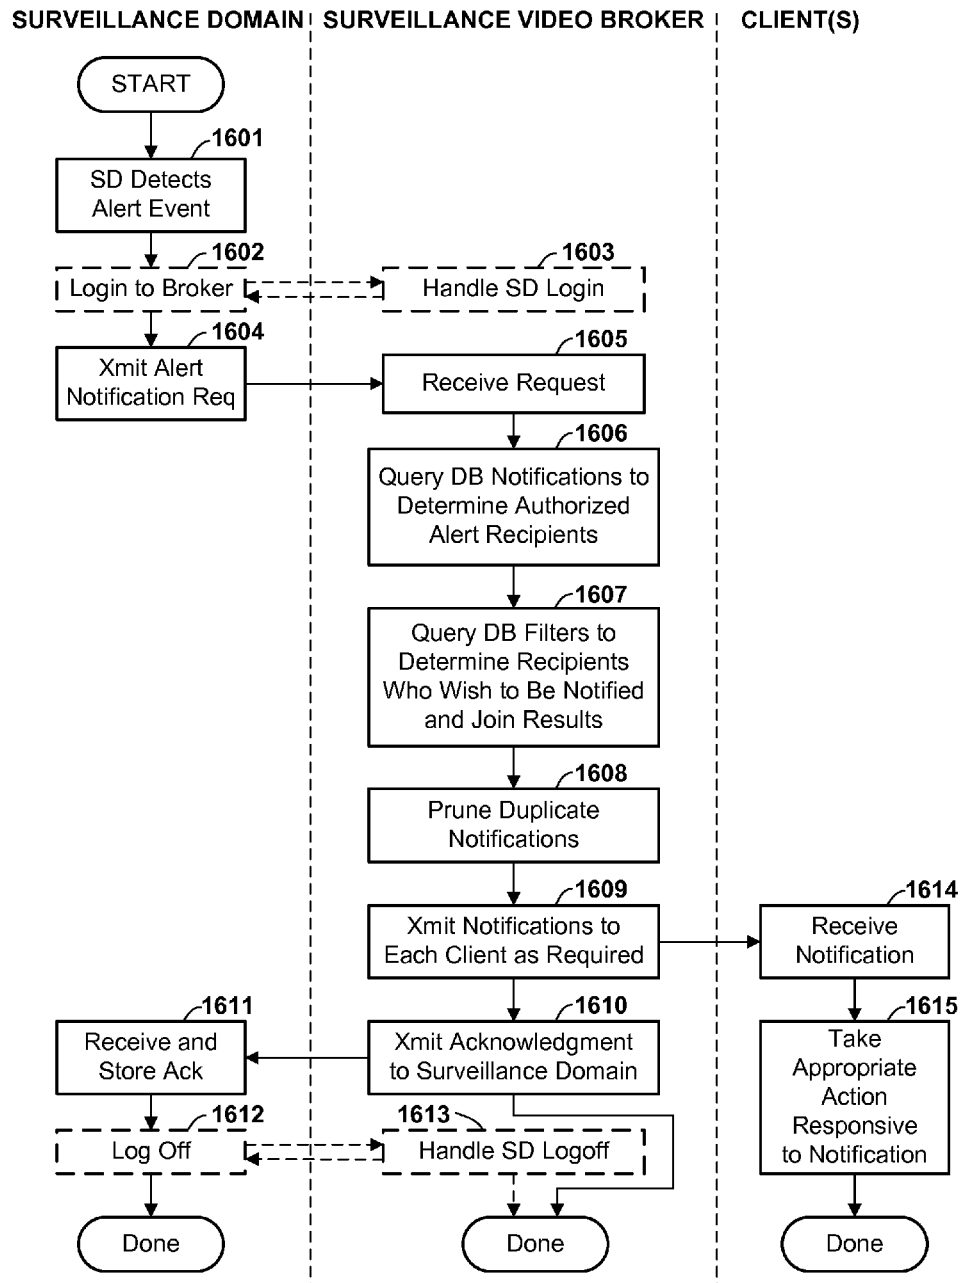 SURVEILLANCE DOMAIN
SURVEILLANCE VIDEO BROKER
CLIENT(S)
START
1601
SD Detects
Alert Event
1602
Login to Broker
1603
Handle SD Login
1604
Xmit Alert
Notification Req
1605
Receive Request
1606
Query DB Notifications to
Determine Authorized
Alert Recipients
1607
Query DB Filters to
Determine Recipients
Who Wish to Be Notified
and Join Results
1608
Prune Duplicate
Notifications
1609
Xmit Notifications to
Each Client as Required
1614
Receive
Notification
1610
Xmit Acknowledgment
to Surveillance Domain
1611
Receive and
Store Ack
1615
Take
Appropriate
Action
Responsive
to Notification
1612
Log Off
1613
Handle SD Logoff
Done
Done
Done